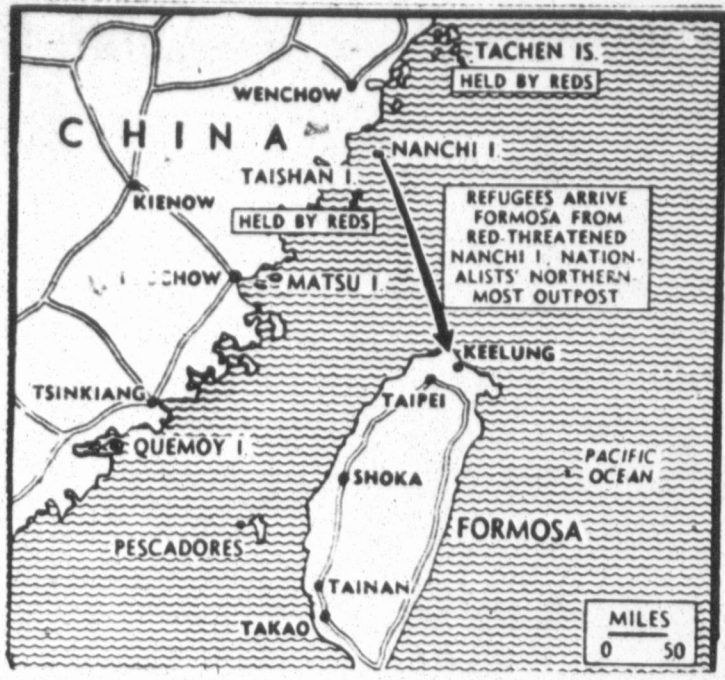 TACHEN IS.
HELD BY REDS
WENCHOW
CHINA
NANCHI I.
TAISHAN I.
KIENOW
HELD BY REDS
REFUGEES ARRIVE
FORMOSA FROM
RED-THREATENED
NANCHI I., NATION-
ALISTS' NORTHERN-
MOST OUTPOST
MATSU I.
KEELUNG
TSINKIANG
TAIPEI
QUEMOY I.
PACIFIC
OCEAN
SHOKA
FORMOSA
PESCADORES
TAINAN
TAKAO
MILES
0 50